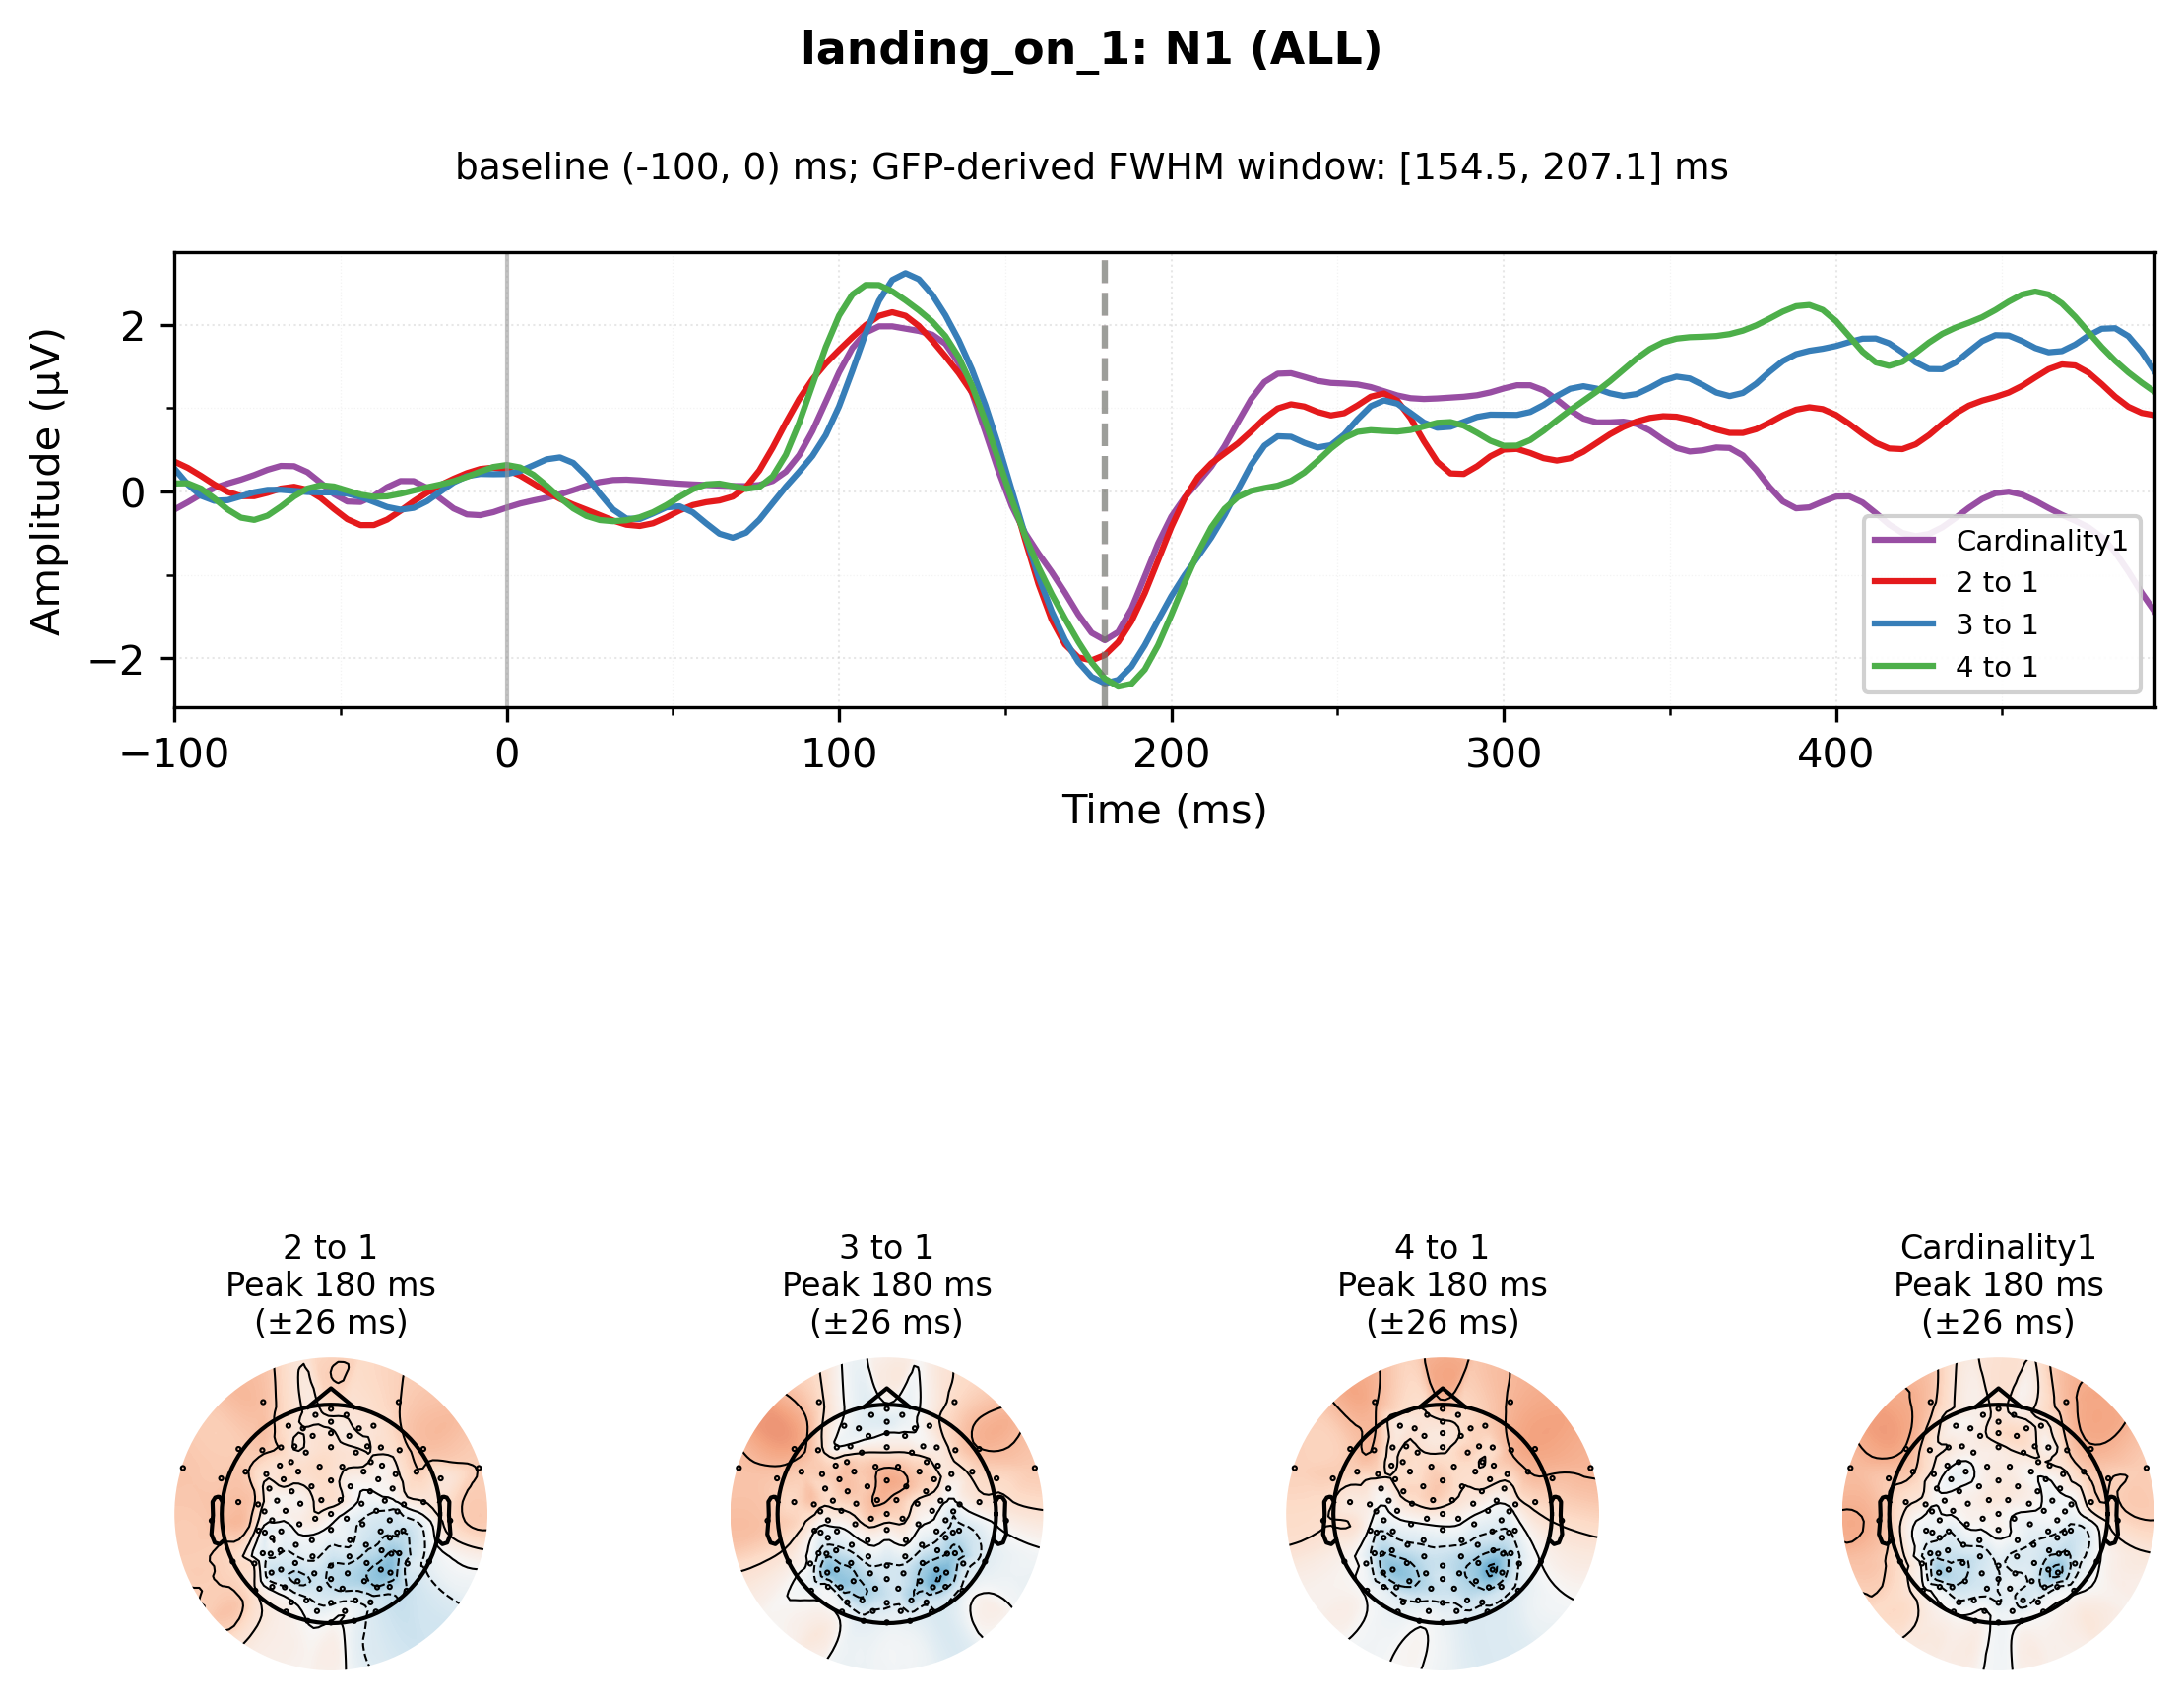 landing_on_1: N1 (ALL)
baseline (-100, 0) ms; GFP-derived FWHM window: [154.5, 207.1] ms
Amplitude (µV)
2
0
−2
−100
0
100
200
300
400
Time (ms)
Cardinality1
2 to 1
3 to 1
4 to 1
2 to 1
Peak 180 ms
(±26 ms)
3 to 1
Peak 180 ms
(±26 ms)
4 to 1
Peak 180 ms
(±26 ms)
Cardinality1
Peak 180 ms
(±26 ms)